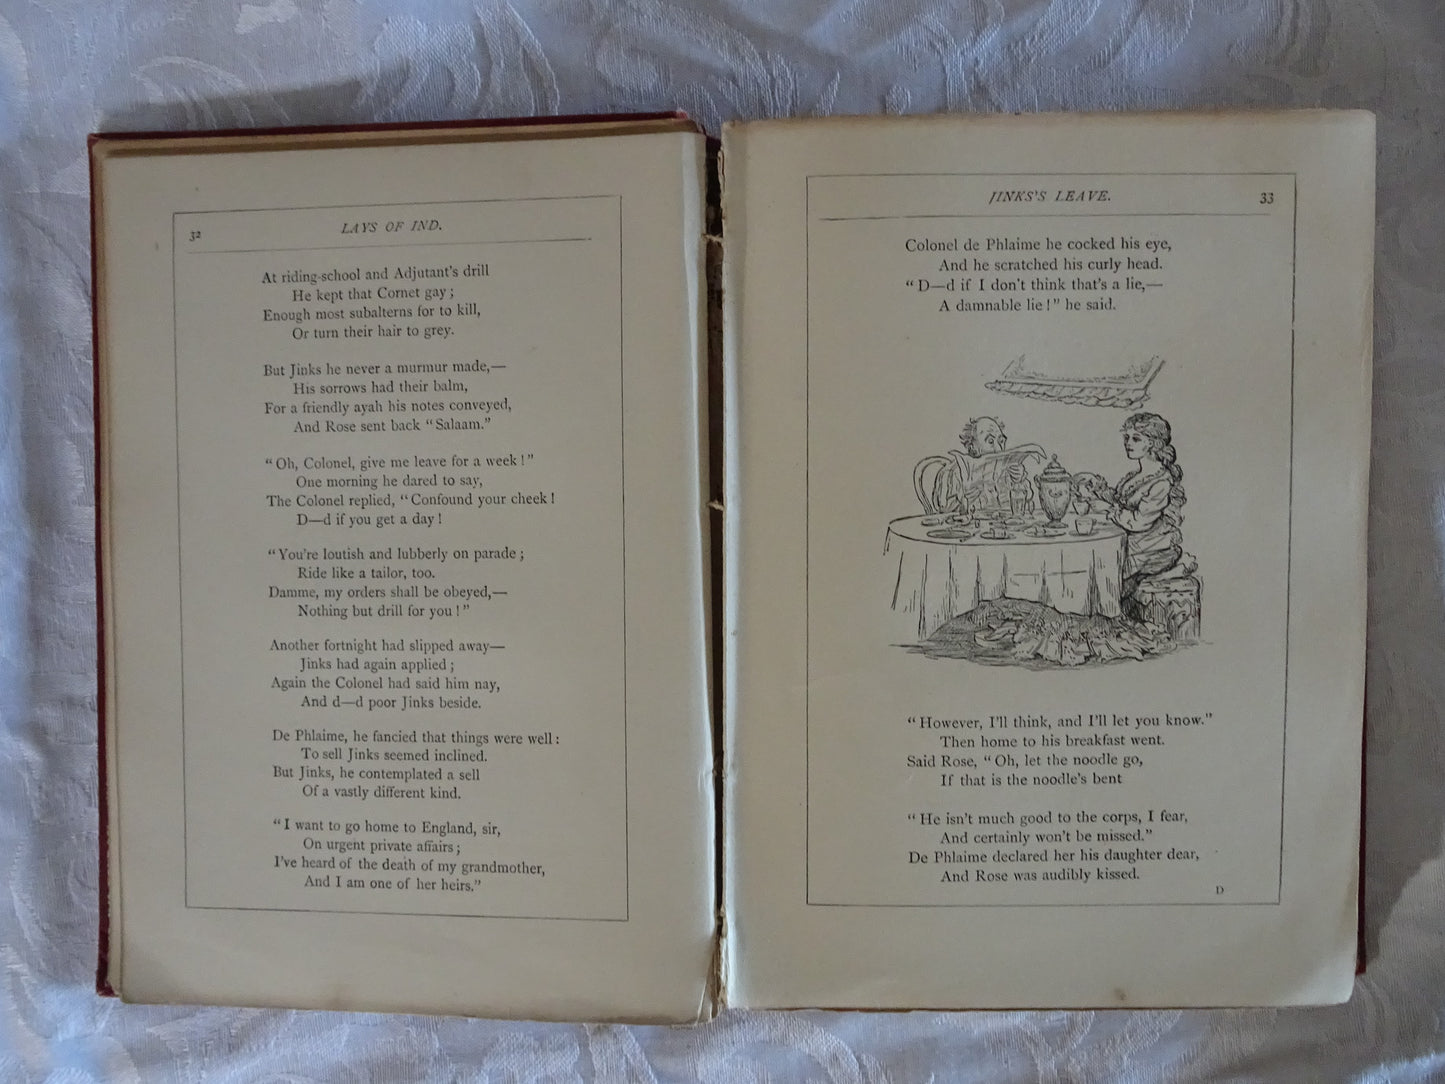 32
LAYS OF IND.
At riding-school and Adjutant's drill
He kept that Cornet gay;
Enough most subalterns for to kill,
Or turn their hair to grey.
But Jinks he never a murmur made,—
His sorrows had their balm,
For a friendly ayah his notes conveyed,
And Rose sent back "Salaam."
"Oh, Colonel, give me leave for a week!"
One morning he dared to say,
The Colonel replied, "Confound your cheek!
D—d if you get a day!
"You're loutish and lubberly on parade;
Ride like a tailor, too.
Damme, my orders shall be obeyed,—
Nothing but drill for you!"
Another fortnight had slipped away—
Jinks had again applied;
Again the Colonel had said him nay,
And d—d poor Jinks beside.
De Phlaime, he fancied that things were well:
To sell Jinks seemed inclined.
But Jinks, he contemplated a sell
Of a vastly different kind.
"I want to go home to England, sir,
On urgent private affairs;
I've heard of the death of my grandmother,
And I am one of her heirs."
JINKS'S LEAVE.
33
Colonel de Phlaime he cocked his eye,
And he scratched his curly head.
"D—d if I don't think that's a lie,—
A damnable lie!" he said.
"However, I'll think, and I'll let you know."
Then home to his breakfast went.
Said Rose, "Oh, let the noodle go,
If that is the noodle's bent
"He isn't much good to the corps, I fear,
And certainly won't be missed."
De Phlaime declared her his daughter dear,
And Rose was audibly kissed.
D